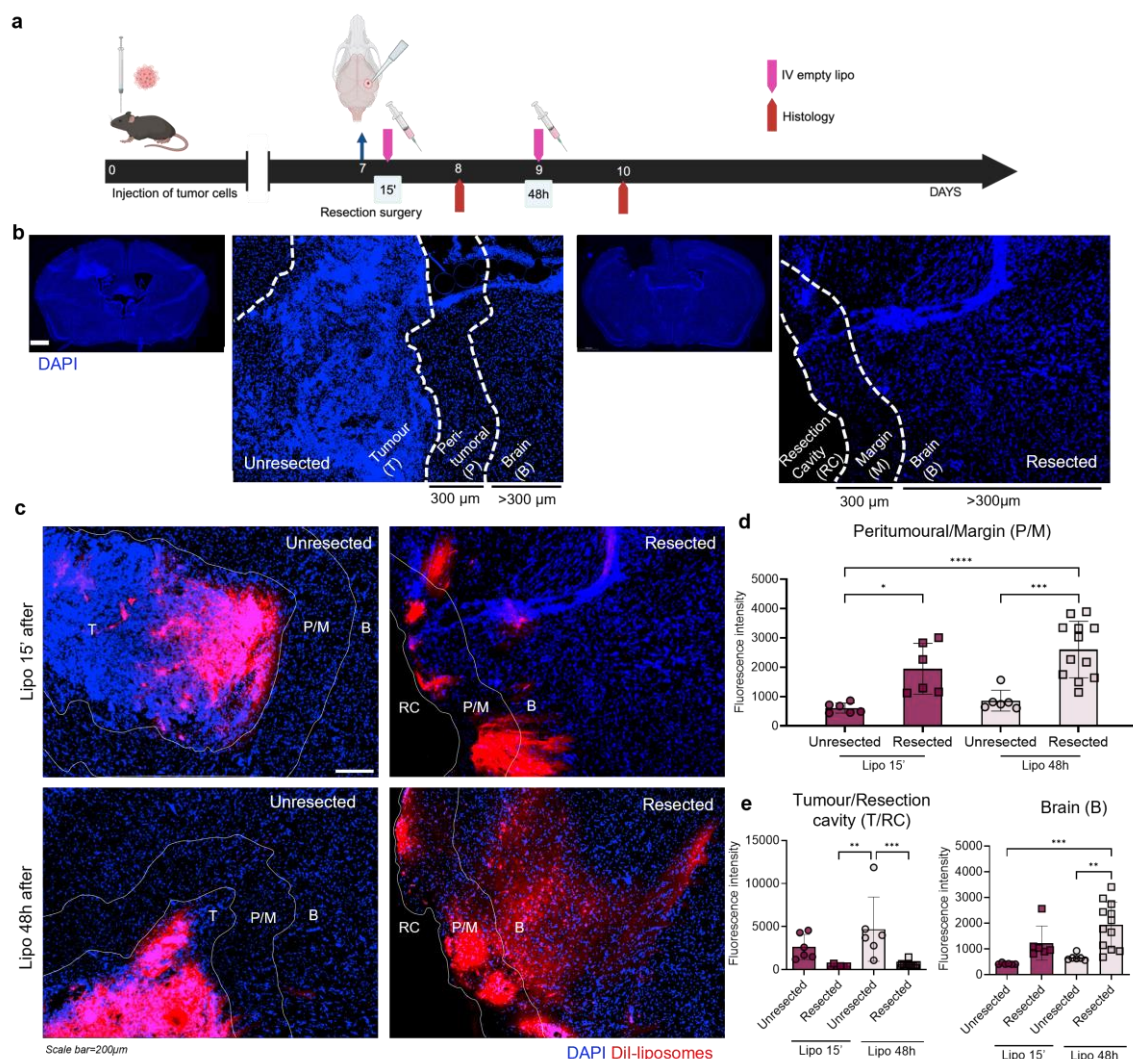 a
IV empty lipo
Histology
0
7
8
9
10
15'
48h
Injection of tumor cells
Resection surgery
DAYS
b
DAPI
Unresected
Tumour
(T)
Peri-
tumoral
(P)
Brain
(B)
300 µm
>300 µm
Resection
Cavity
(RC)
Margin
(M)
Brain
(B)
Resected
300 µm
>300µm
c
Lipo 15' after
Unresected
T
P/M
B
Resected
RC
P/M
B
Lipo 48h after
Unresected
T
P/M
B
Resected
RC
P/M
B
Scale bar=200µm
DAPI DiI-liposomes
d
Peritumoural/Margin (P/M)
Fluorescence intensity
5000
4000
3000
2000
1000
0
****
*
***
Unresected
Resected
Unresected
Resected
Lipo 15'
Lipo 48h
e
Tumour/Resection
cavity (T/RC)
Fluorescence intensity
15000
10000
5000
0
**
***
Unresected
Resected
Unresected
Resected
Lipo 15'
Lipo 48h
Brain (B)
Fluorescence intensity
5000
4000
3000
2000
1000
0
***
**
Unresected
Resected
Unresected
Resected
Lipo 15'
Lipo 48h